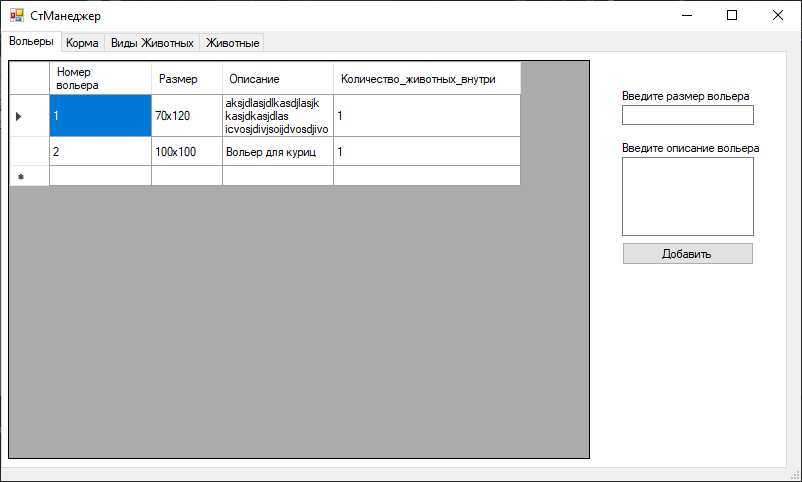 СтМанеджер
Вольеры Корма Виды Животных Животные
Номер вольера Размер Описание Количество_животных_внутри
1 70x120 aksjdlasjdlkasdjlasjk kasjdkasjdlas icvosjdivjsoijdvosdjivo 1
2 100x100 Вольер для куриц 1
Введите размер вольера
Введите описание вольера
Добавить